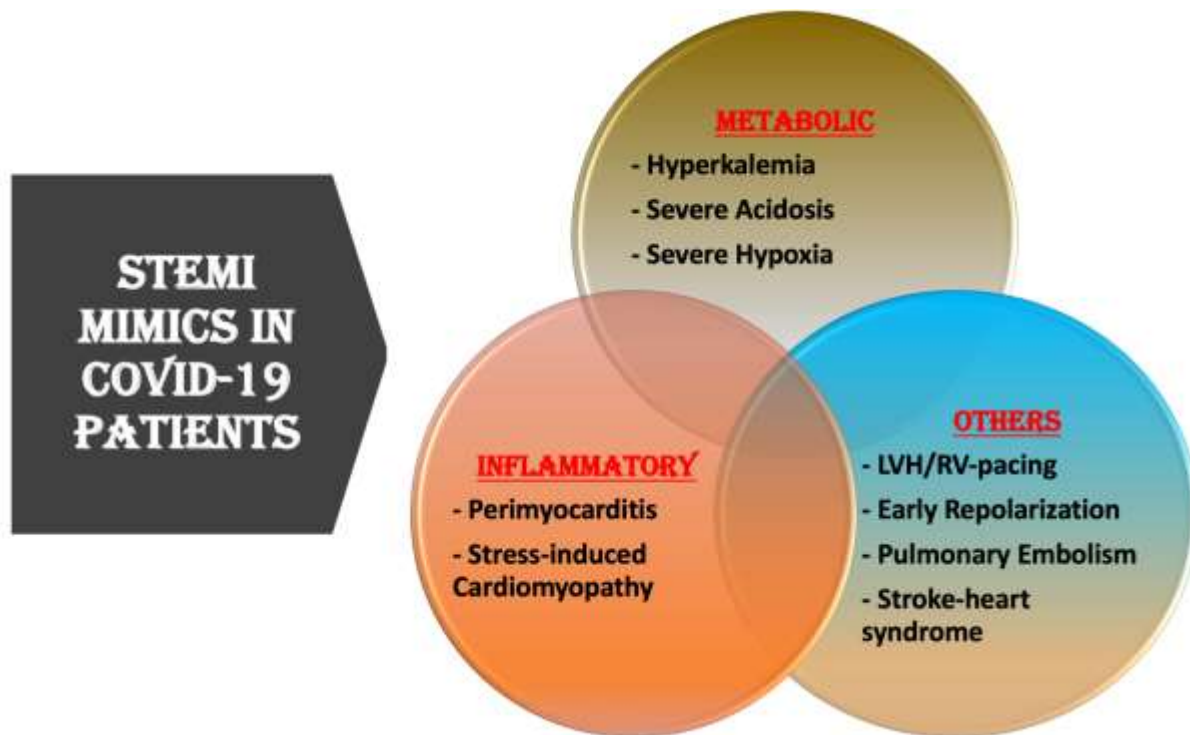 STEMI
MIMICS IN
COVID-19
PATIENTS
METABOLIC
- Hyperkalemia
- Severe Acidosis
- Severe Hypoxia
INFLAMMATORY
- Perimyocarditis
- Stress-induced
Cardiomyopathy
OTHERS
- LVH/RV-pacing
- Early Repolarization
- Pulmonary Embolism
- Stroke-heart
syndrome